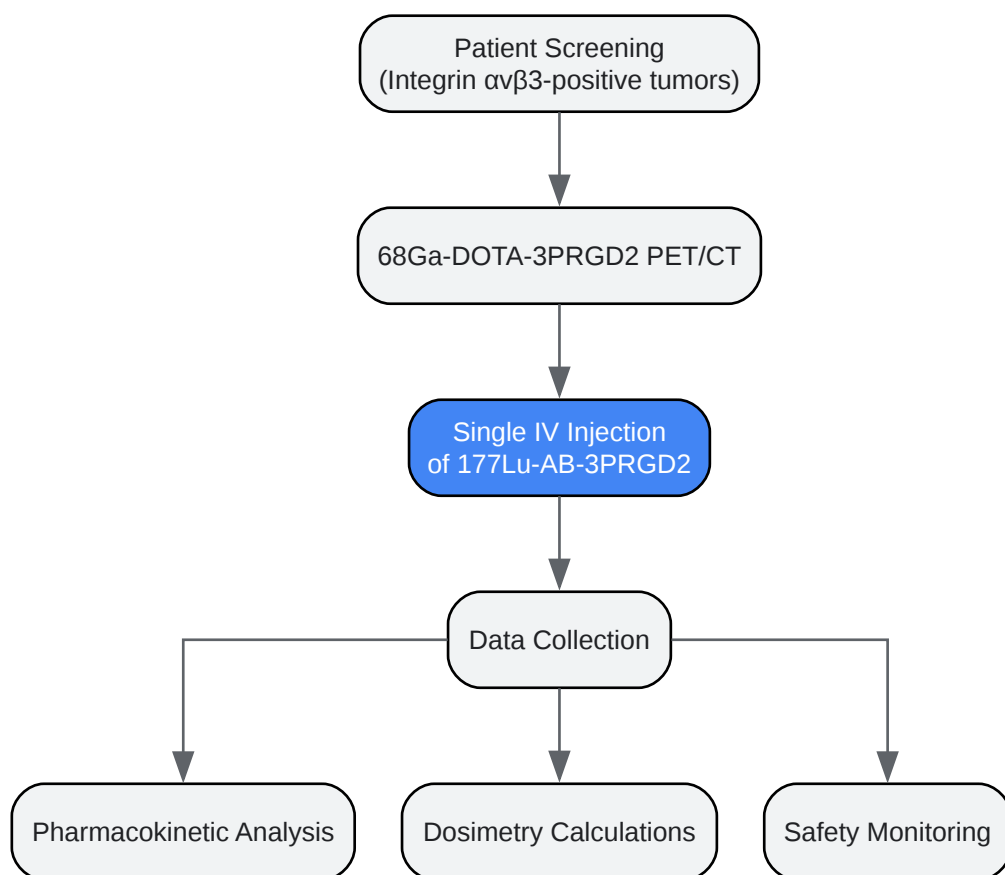 Patient Screening
(Integrin αvβ3-positive tumors)
68Ga-DOTA-3PRGD2 PET/CT
Single IV Injection
of 177Lu-AB-3PRGD2
Data Collection
Pharmacokinetic Analysis
Dosimetry Calculations
Safety Monitoring